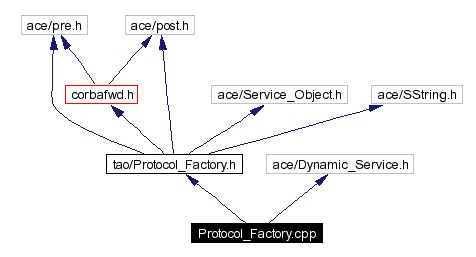 ace/pre.h
ace/post.h
corbafwd.h
ace/Service_Object.h
ace/SString.h
tao/Protocol_Factory.h
ace/Dynamic_Service.h
Protocol_Factory.cpp